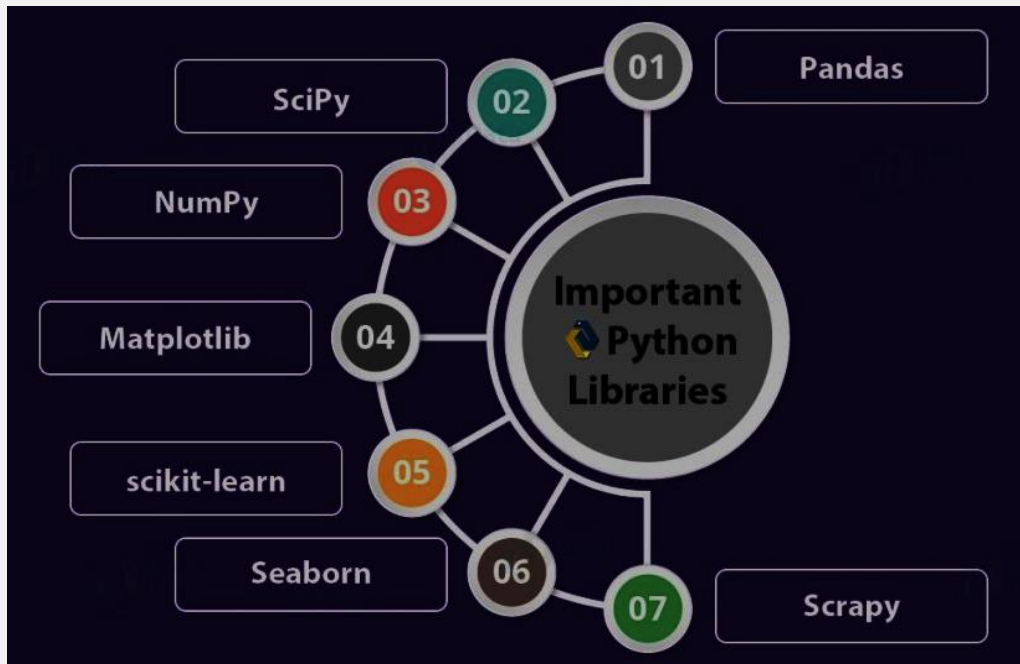 01
Pandas
02
SciPy
03
NumPy
04
Matplotlib
05
scikit-learn
06
Seaborn
07
Scrapy
Important
Python
Libraries